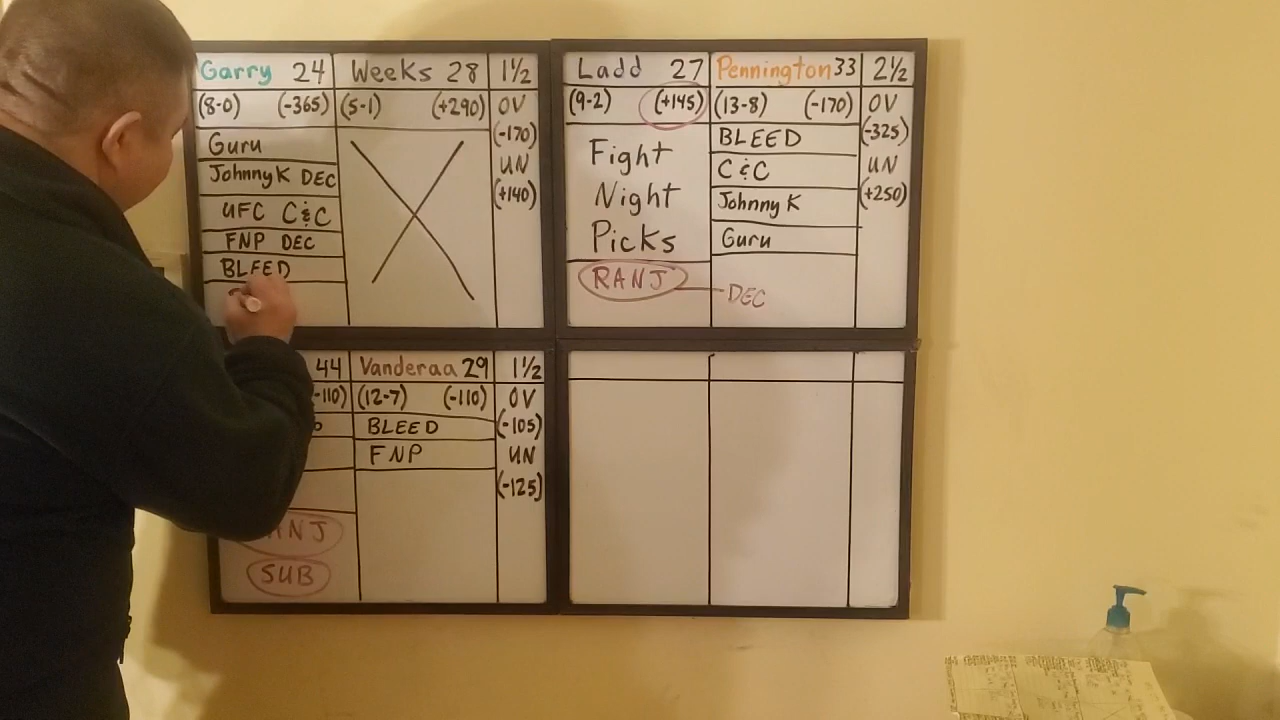 Garry 24 Weeks 28 1½
(8-0) (-365) (5-1) (+290) OV
(-170)
UN
(+140)
Guru
JohnnyK DEC
UFC C&C
FNP DEC
BLEED
Ladd 27 Pennington 33 2½
(9-2) (+145) (13-8) (-170) OV
(-325)
UN
(+250)
Fight
Night
Picks
RANJ
DEC
BLEED
C&C
Johnny K
Guru
44 Vanderaa 29 1½
-110) (12-7) (-110) OV
(-105)
UN
(-125)
BLEED
FNP
SUB